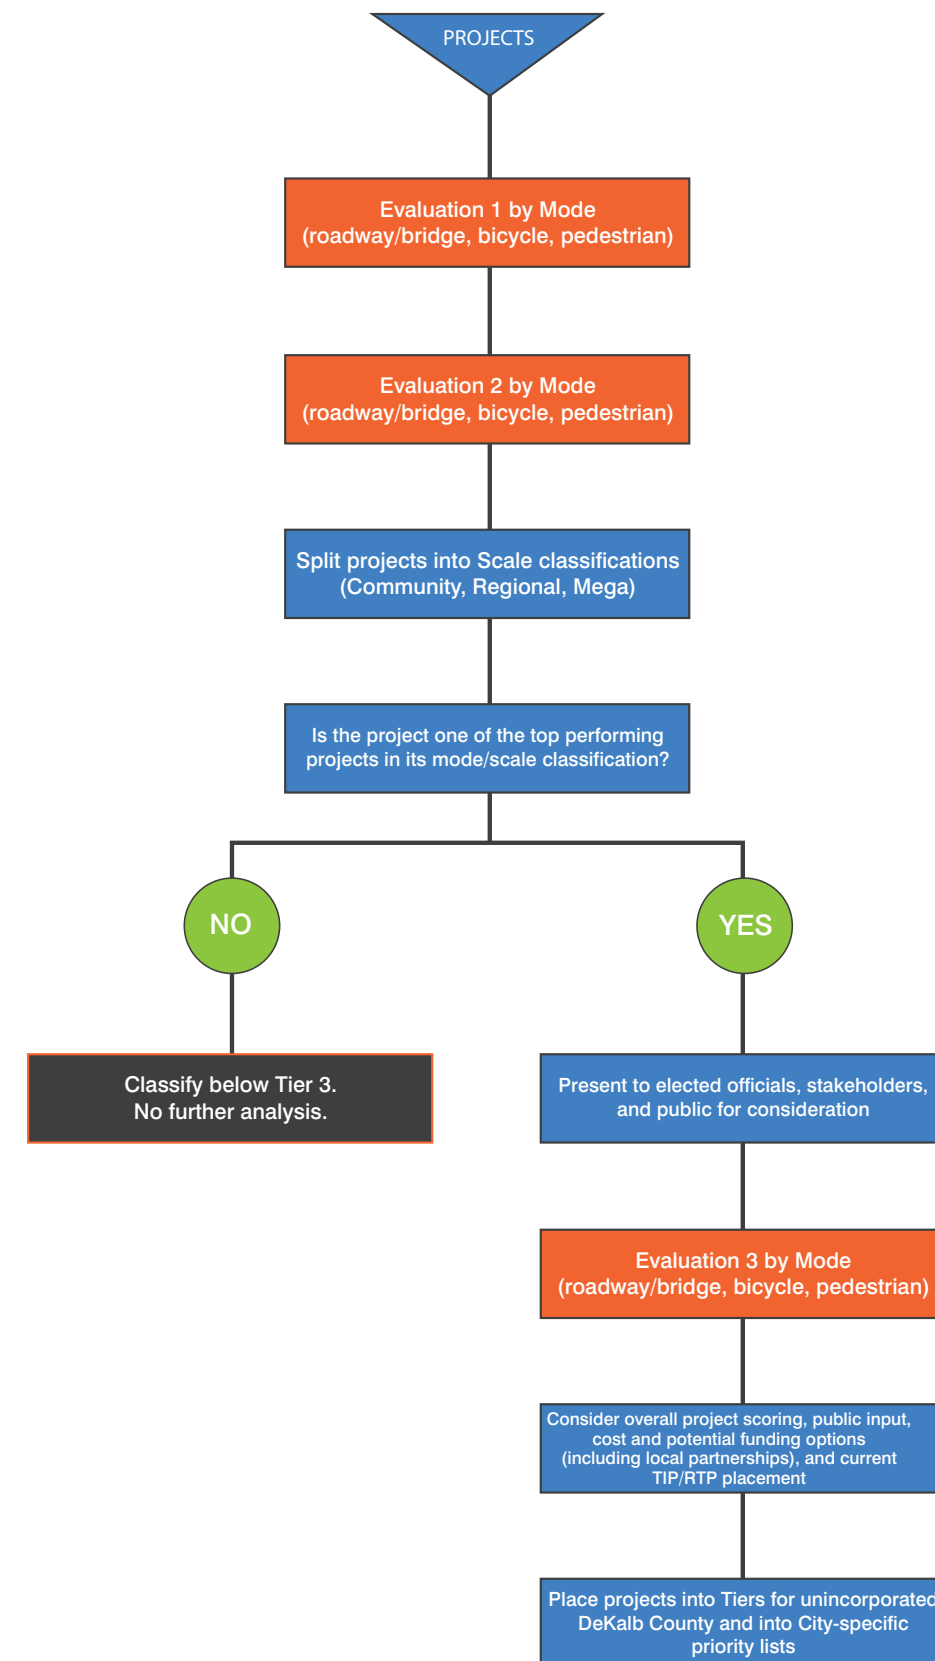 PROJECTS
Evaluation 1 by Mode
(roadway/bridge, bicycle, pedestrian)
Evaluation 2 by Mode
(roadway/bridge, bicycle, pedestrian)
Split projects into Scale classifications
(Community, Regional, Mega)
Is the project one of the top performing
projects in its mode/scale classification?
NO
YES
Classify below Tier 3.
No further analysis.
Present to elected officials, stakeholders,
and public for consideration
Evaluation 3 by Mode
(roadway/bridge, bicycle, pedestrian)
Consider overall project scoring, public input,
cost and potential funding options
(including local partnerships), and current
TIP/RTP placement
Place projects into Tiers for unincorporated
DeKalb County and into City-specific
priority lists